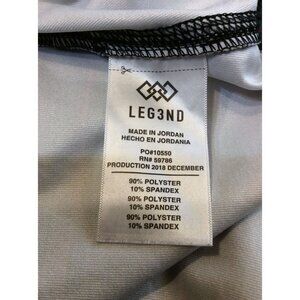 LEG3ND
MADE IN JORDAN
HECHO EN JORDANIA
PO#10550
RN# 59786
PRODUCTION 2018 DECEMBER
90% POLYSTER
10% SPANDEX
90% POLYSTER
10% SPANDEX
90% POLYSTER
10% SPANDEX